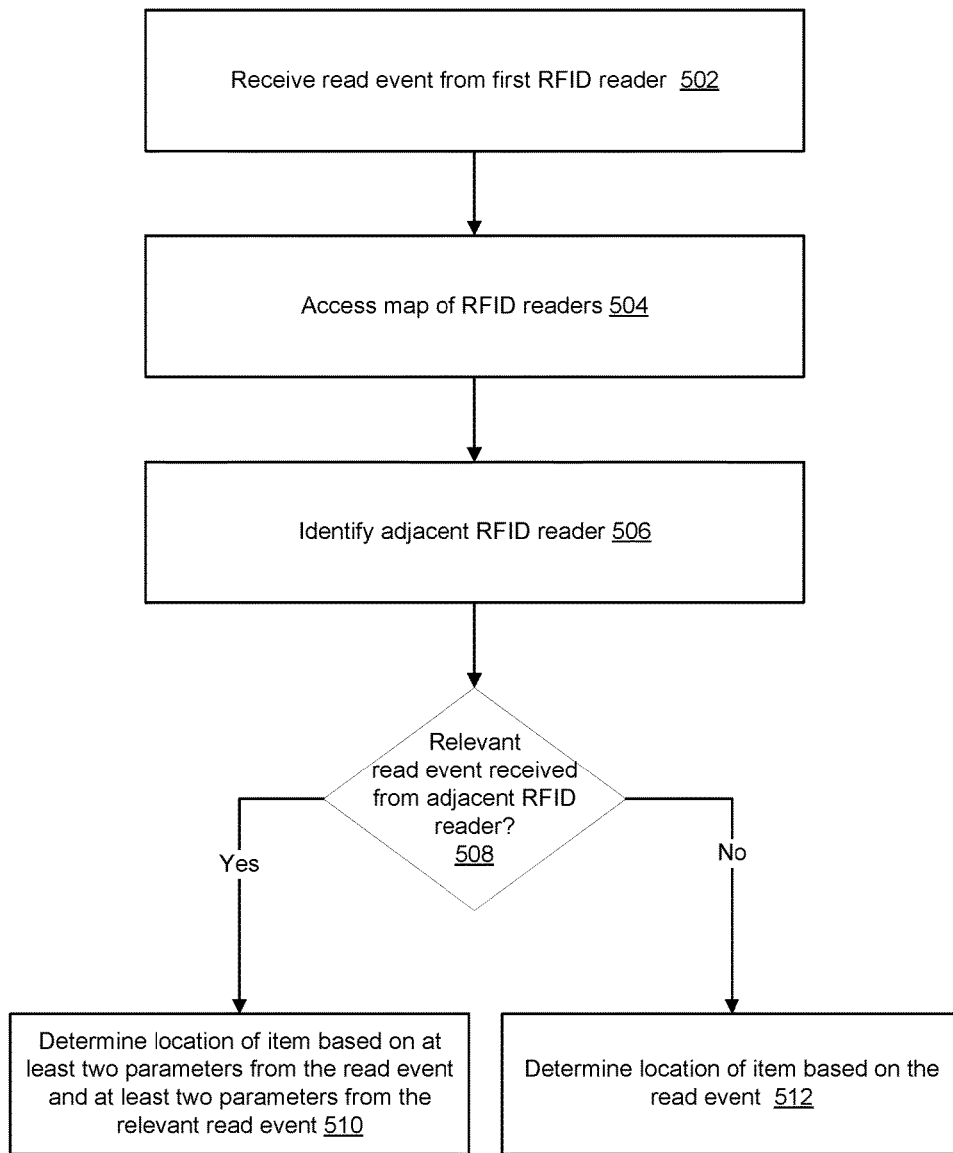 Receive read event from first RFID reader 502
Access map of RFID readers 504
Identify adjacent RFID reader 506
Relevant
read event received
from adjacent RFID
reader?
508
Yes
No
Determine location of item based on at
least two parameters from the read event
and at least two parameters from the
relevant read event 510
Determine location of item based on the
read event 512